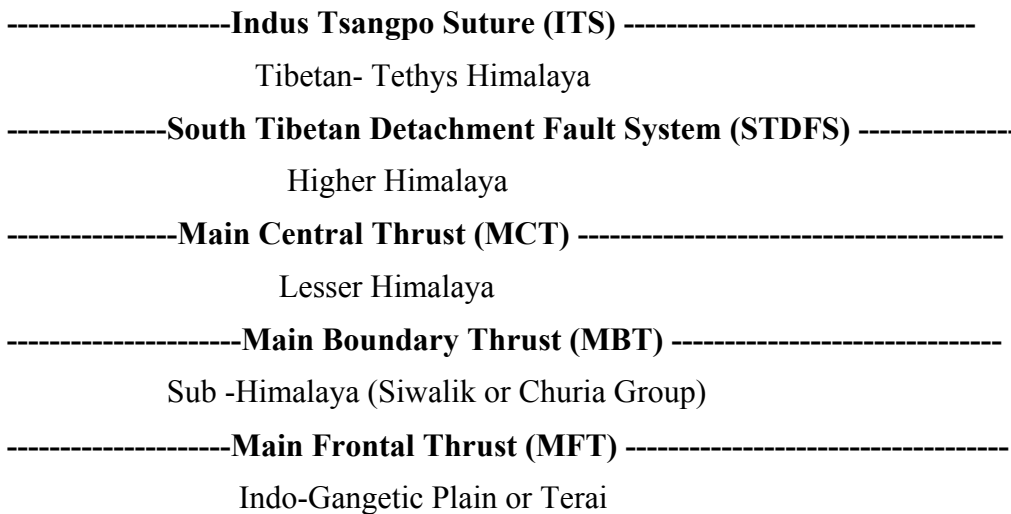 ---------------------Indus Tsangpo Suture (ITS) ---------------------------------
Tibetan- Tethys Himalaya
---------------South Tibetan Detachment Fault System (STDFS) ---------------
Higher Himalaya
----------------Main Central Thrust (MCT) ----------------------------------------
Lesser Himalaya
----------------------Main Boundary Thrust (MBT) -------------------------------
Sub -Himalaya (Siwalik or Churia Group)
---------------------Main Frontal Thrust (MFT) ------------------------------------
Indo-Gangetic Plain or Terai